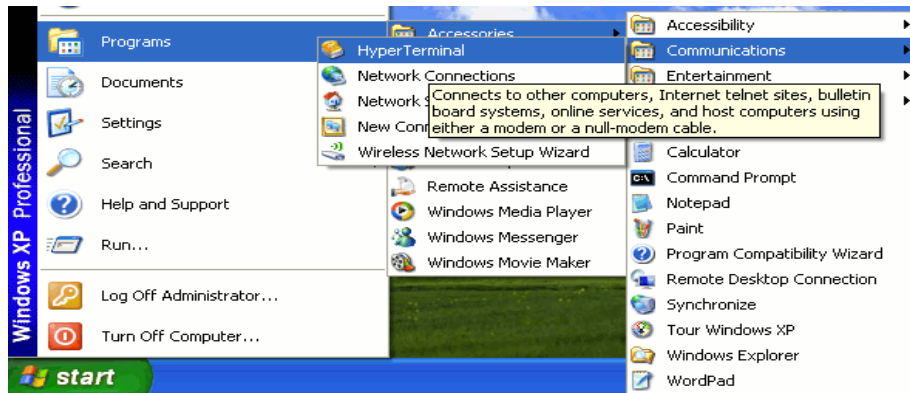 Windows XP Professional
Programs
Documents
Settings
Search
Help and Support
Run...
Log Off Administrator...
Turn Off Computer...
start
Accessories
Remote Assistance
Windows Media Player
Windows Messenger
Windows Movie Maker
HyperTerminal
Network Connections
Network
New
Wireless Network Setup Wizard
Connects to other computers, Internet telnet sites, bulletin
board systems, online services, and host computers using
either a modem or a null-modem cable.
Accessibility
Communications
Entertainment
Calculator
Command Prompt
Notepad
Paint
Program Compatibility Wizard
Remote Desktop Connection
Synchronize
Tour Windows XP
Windows Explorer
WordPad